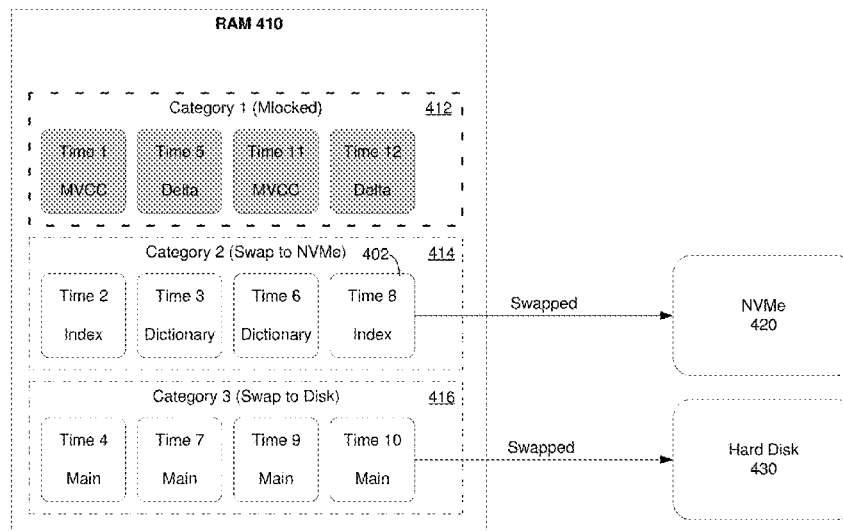 RAM 410
Category 1 (Mlocked) 412
Time 1 Time 5 Time 11 Time 12
MVCC Delta MVCC Delta
Category 2 (Swap to NVMe) 402 414
Time 2 Time 3 Time 6 Time 8
Index Dictionary Dictionary Index
Swapped
NVMe
420
Category 3 (Swap to Disk) 416
Time 4 Time 7 Time 9 Time 10
Main Main Main Main
Swapped
Hard Disk
430